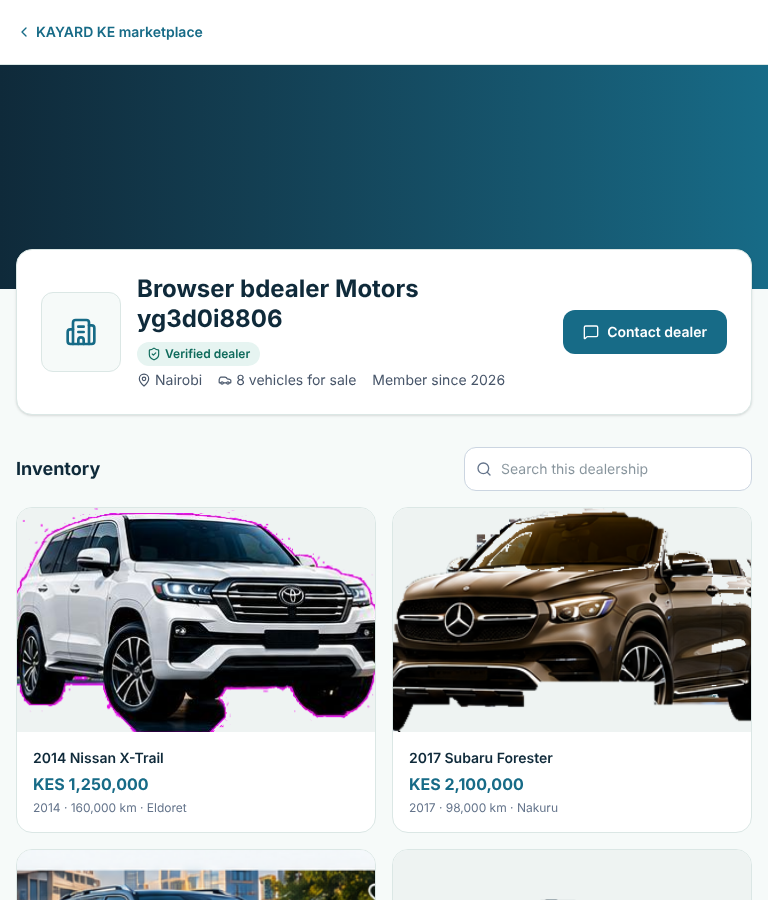 KAYARD KE marketplace
Browser bdealer Motors
yg3d0i8806
Verified dealer
Nairobi 8 vehicles for sale Member since 2026
Contact dealer
Inventory
Search this dealership
2014 Nissan X-Trail
KES 1,250,000
2014 · 160,000 km · Eldoret
2017 Subaru Forester
KES 2,100,000
2017 · 98,000 km · Nakuru